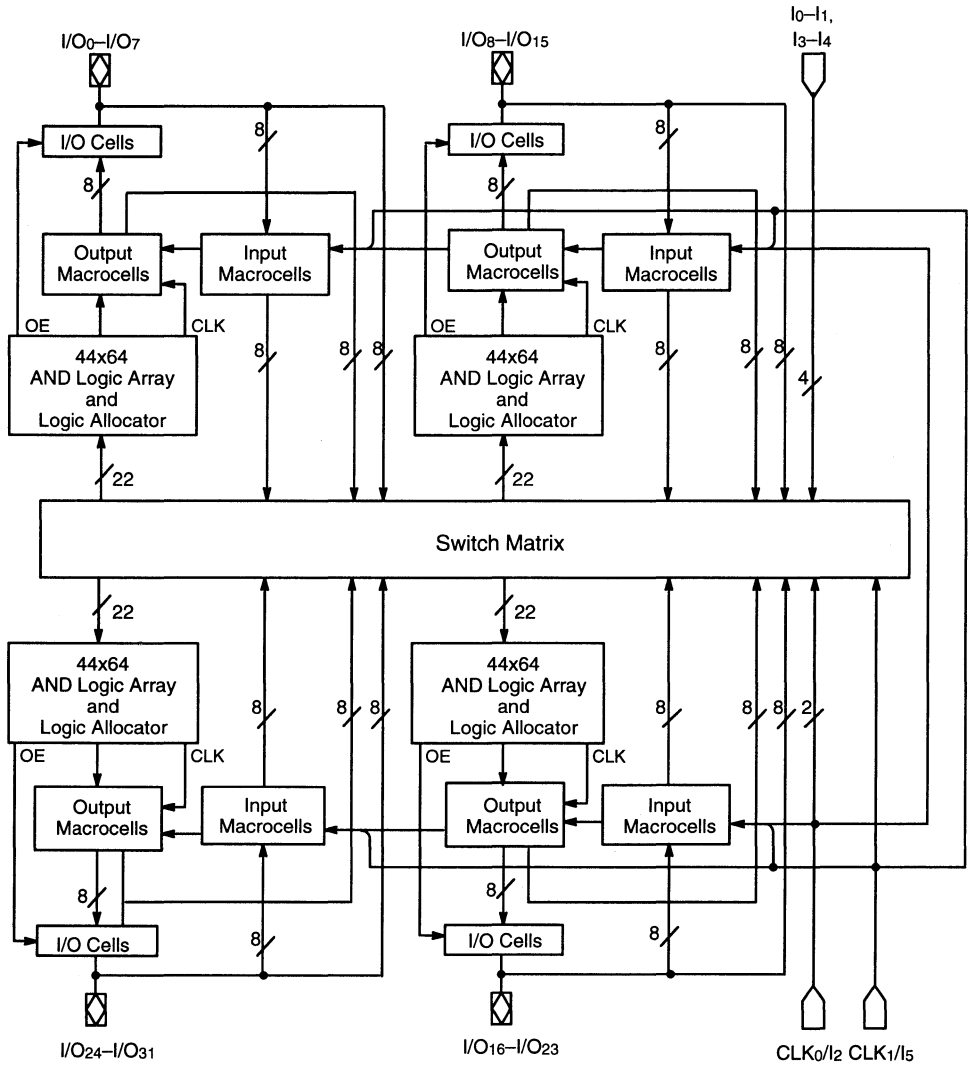 I/O0–I/O7
I/O8–I/O15
I0–I1,
I3–I4
I/O Cells
8
8
I/O Cells
8
8
Output
Macrocells
Input
Macrocells
Output
Macrocells
Input
Macrocells
OE
CLK
OE
CLK
44x64
AND Logic Array
and
Logic Allocator
8
8
8
44x64
AND Logic Array
and
Logic Allocator
8
8
8
4
22
22
Switch Matrix
22
22
44x64
AND Logic Array
and
Logic Allocator
8
8
8
44x64
AND Logic Array
and
Logic Allocator
8
8
8
2
OE
CLK
OE
CLK
Output
Macrocells
Input
Macrocells
Output
Macrocells
Input
Macrocells
8
8
I/O Cells
8
8
I/O Cells
I/O24–I/O31
I/O16–I/O23
CLK0/I2
CLK1/I5